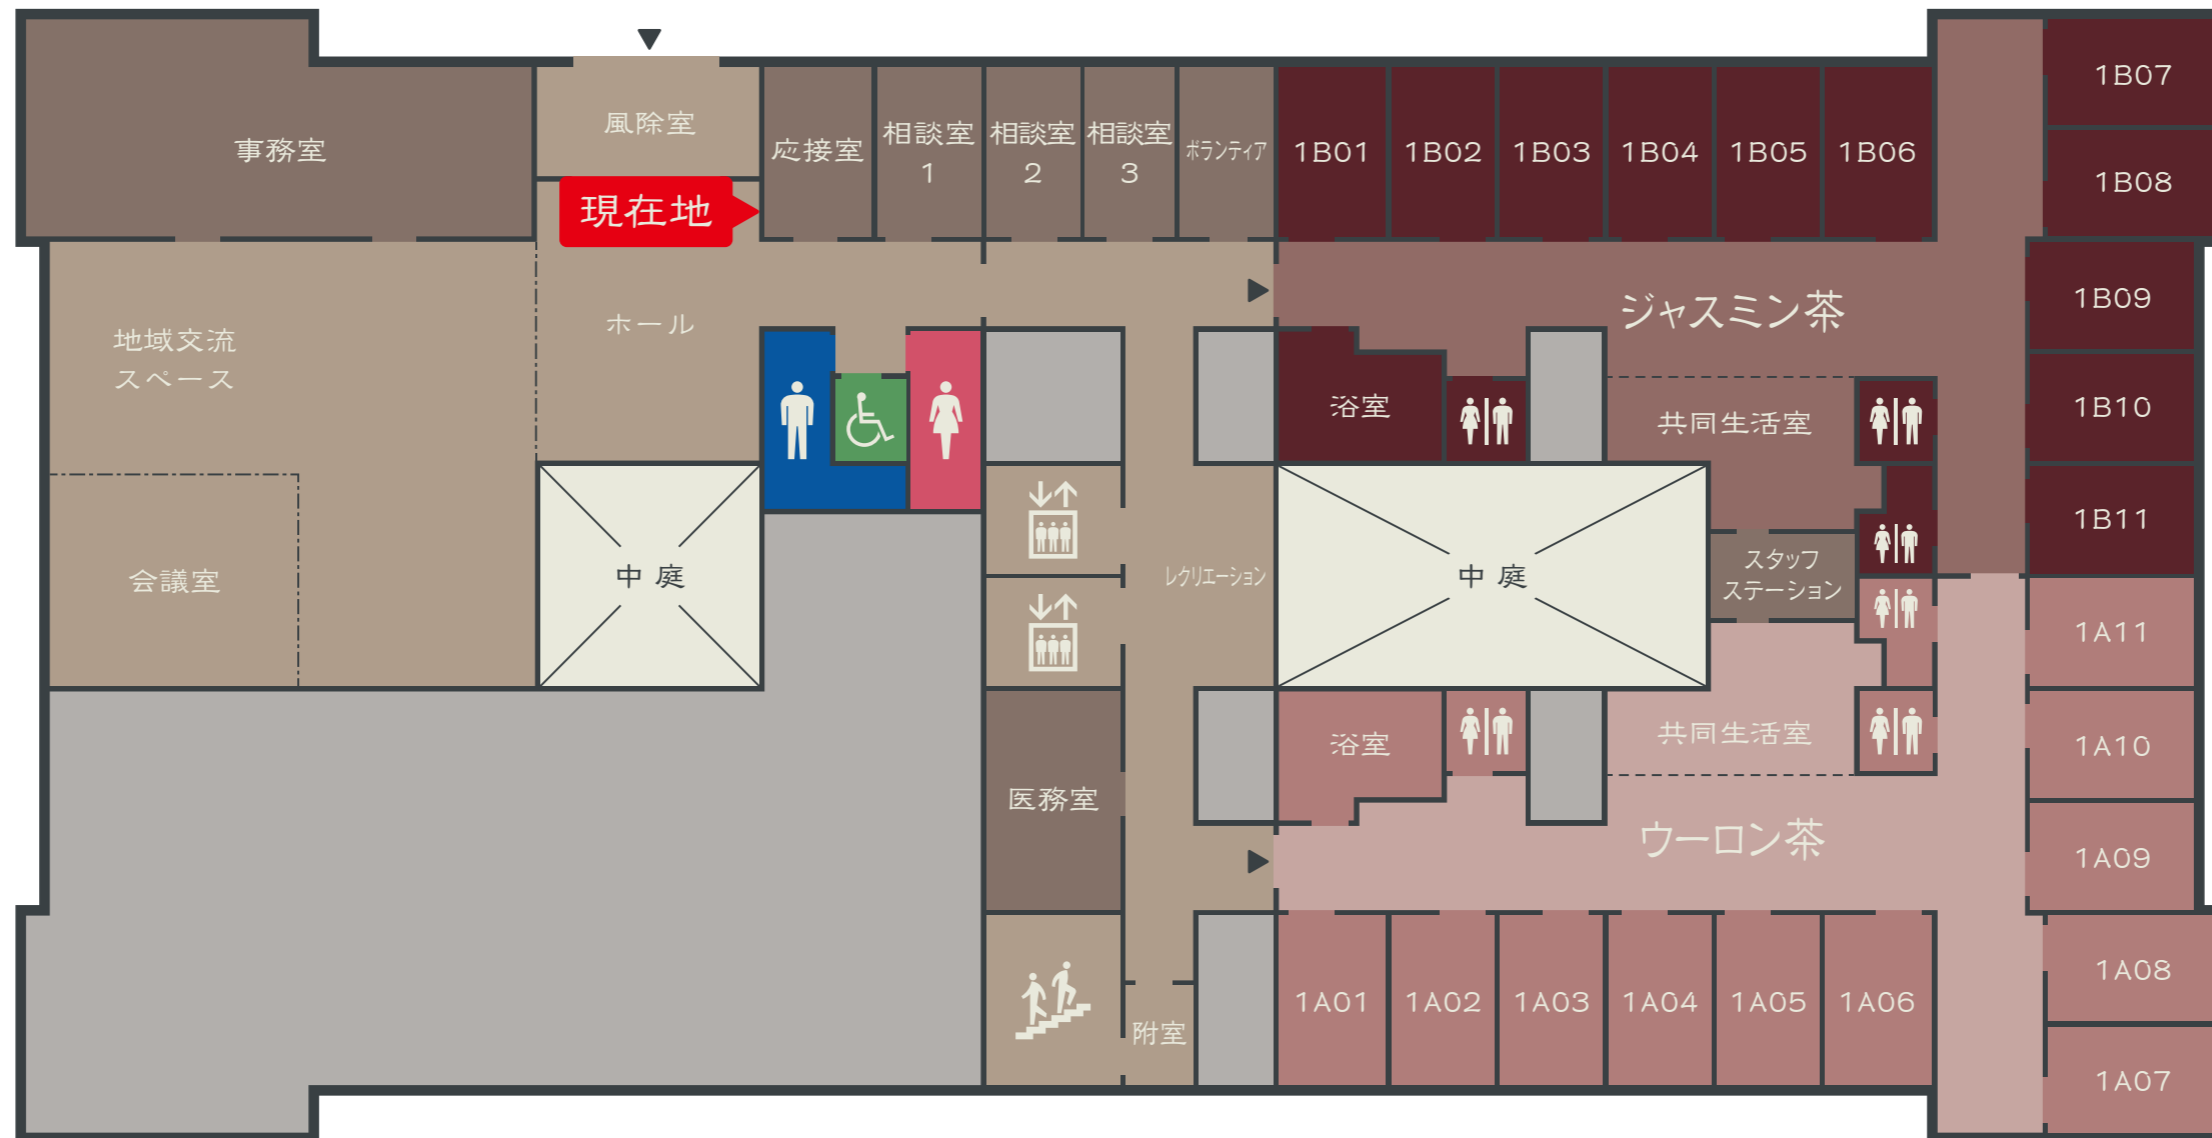 事務室
風除室
現在地
応接室
相談室
1
相談室
2
相談室
3
ボランティア
1B01
1B02
1B03
1B04
1B05
1B06
1B07
1B08
1B09
1B10
1B11
ジャスミン茶
地域交流
スペース
ホール
浴室
共同生活室
会議室
中庭
レクリエーション
中庭
スタッフ
ステーション
1A11
1A10
1A09
1A08
1A07
浴室
共同生活室
医務室
ウーロン茶
附室
1A01
1A02
1A03
1A04
1A05
1A06